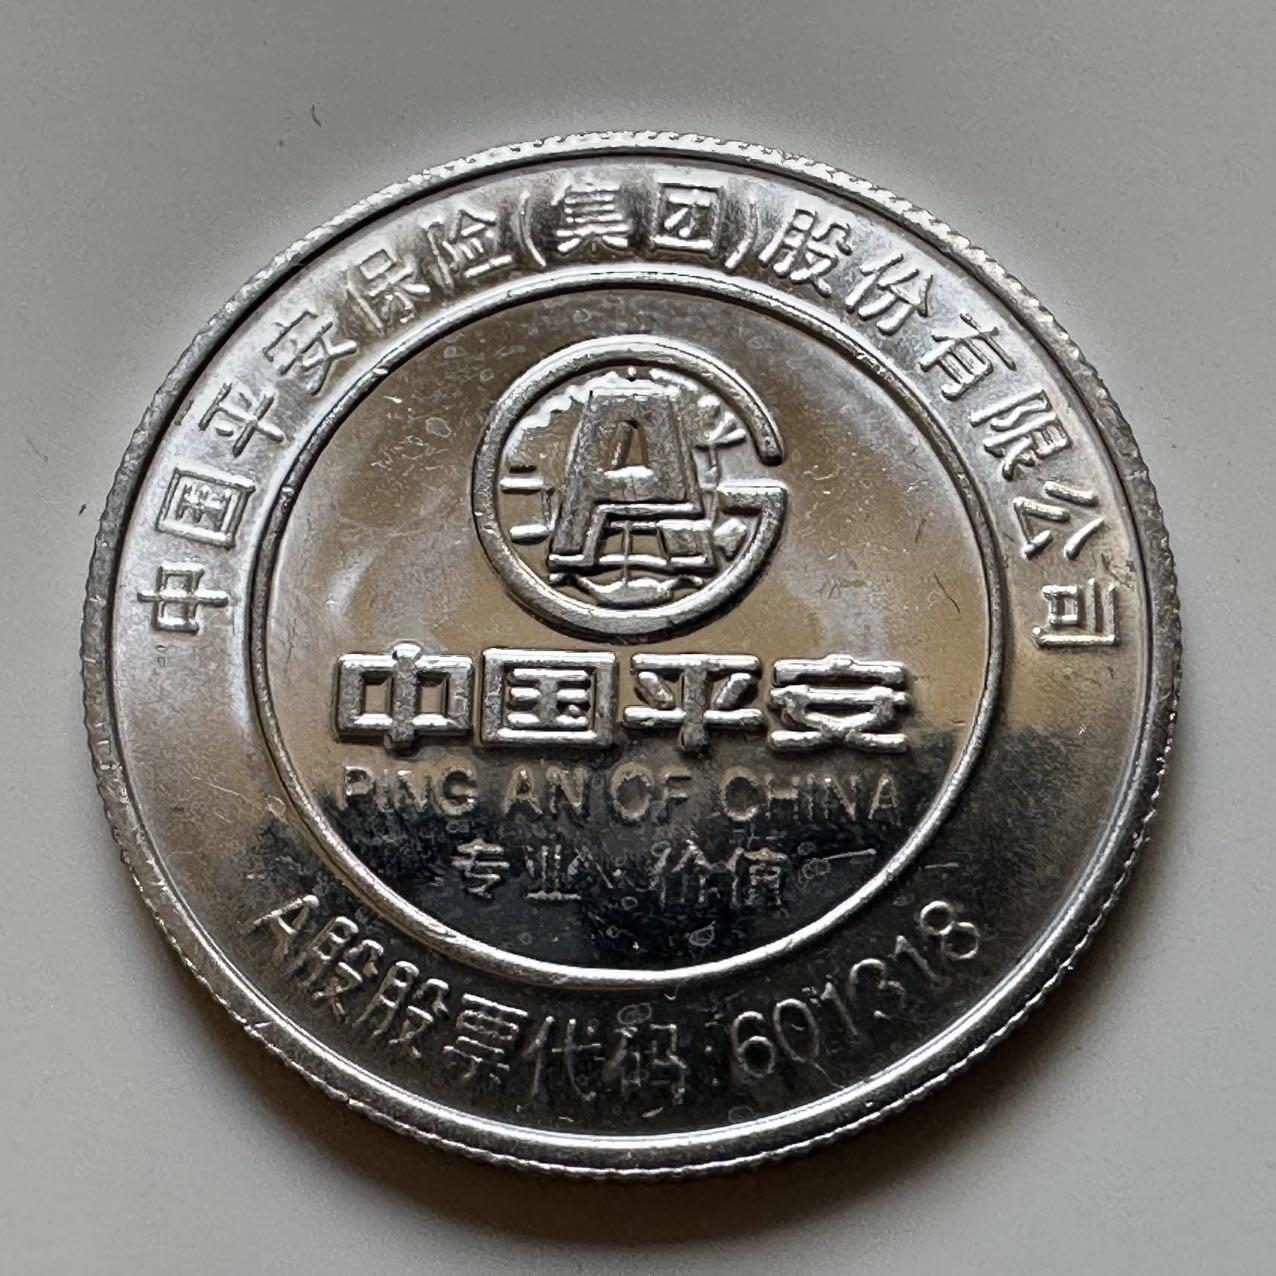 中国平安保险(集团)股份有限公司
中国平安
PING AN OF CHINA
专业·价值
A股股票代码:601318